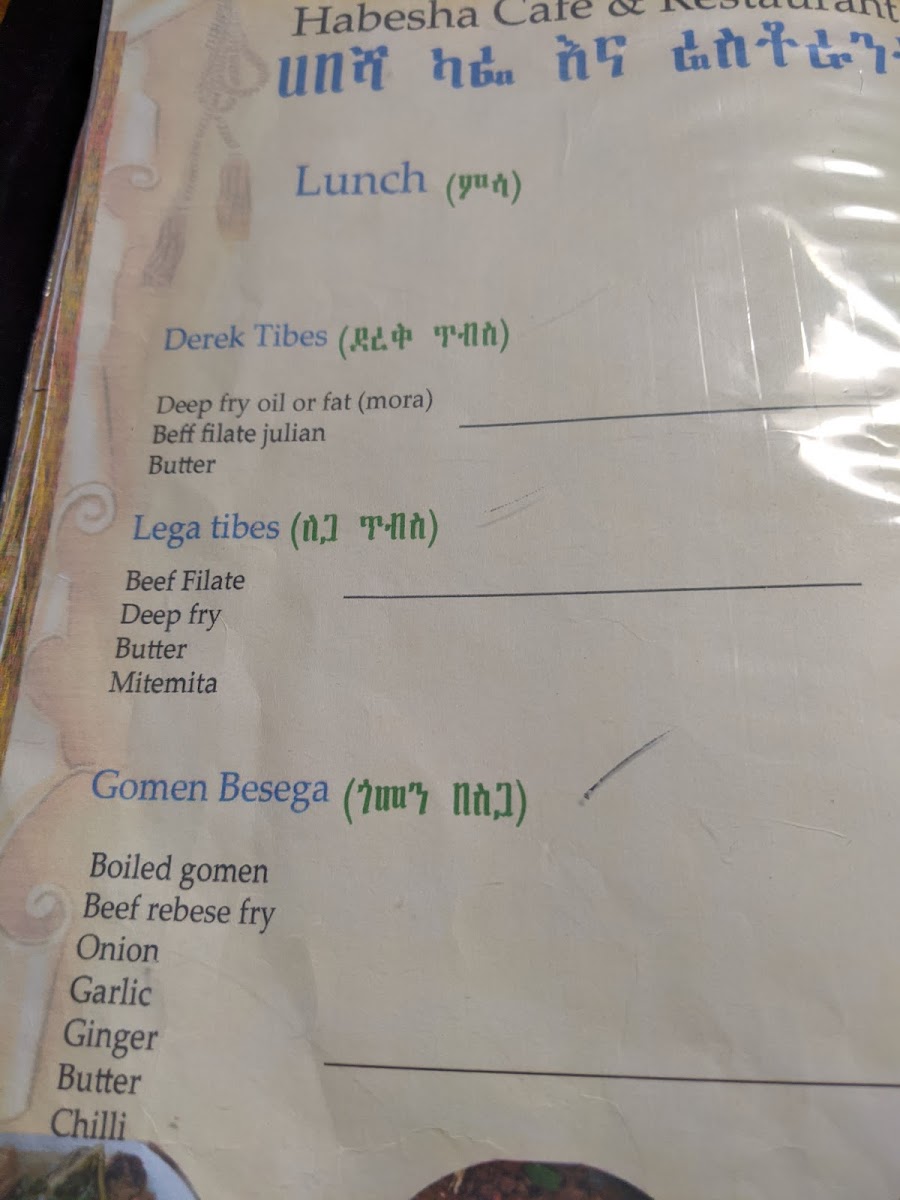 Habesha Cafe & Restaurant
ሀበሻ ካፌ እና ሬስቶራንት
Lunch (ምሳ)
Derek Tibes (ደረቅ ጥብስ)
Deep fry oil or fat (mora)
Beff filate julian
Butter
Lega tibes (ለጋ ጥብስ)
Beef Filate
Deep fry
Butter
Mitemita
Gomen Besega (ጎመን በስጋ)
Boiled gomen
Beef rebese fry
Onion
Garlic
Ginger
Butter
Chilli